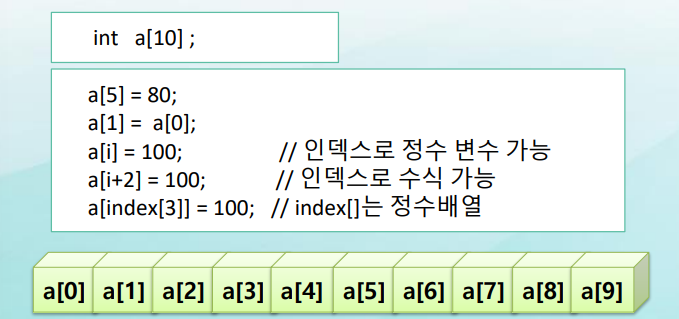 int a[10] ;
a[5] = 80;
a[1] = a[0];
a[i] = 100; // 인덱스로 정수 변수 가능
a[i+2] = 100; // 인덱스로 수식 가능
a[index[3]] = 100; // index[]는 정수배열
a[0] a[1] a[2] a[3] a[4] a[5] a[6] a[7] a[8] a[9]